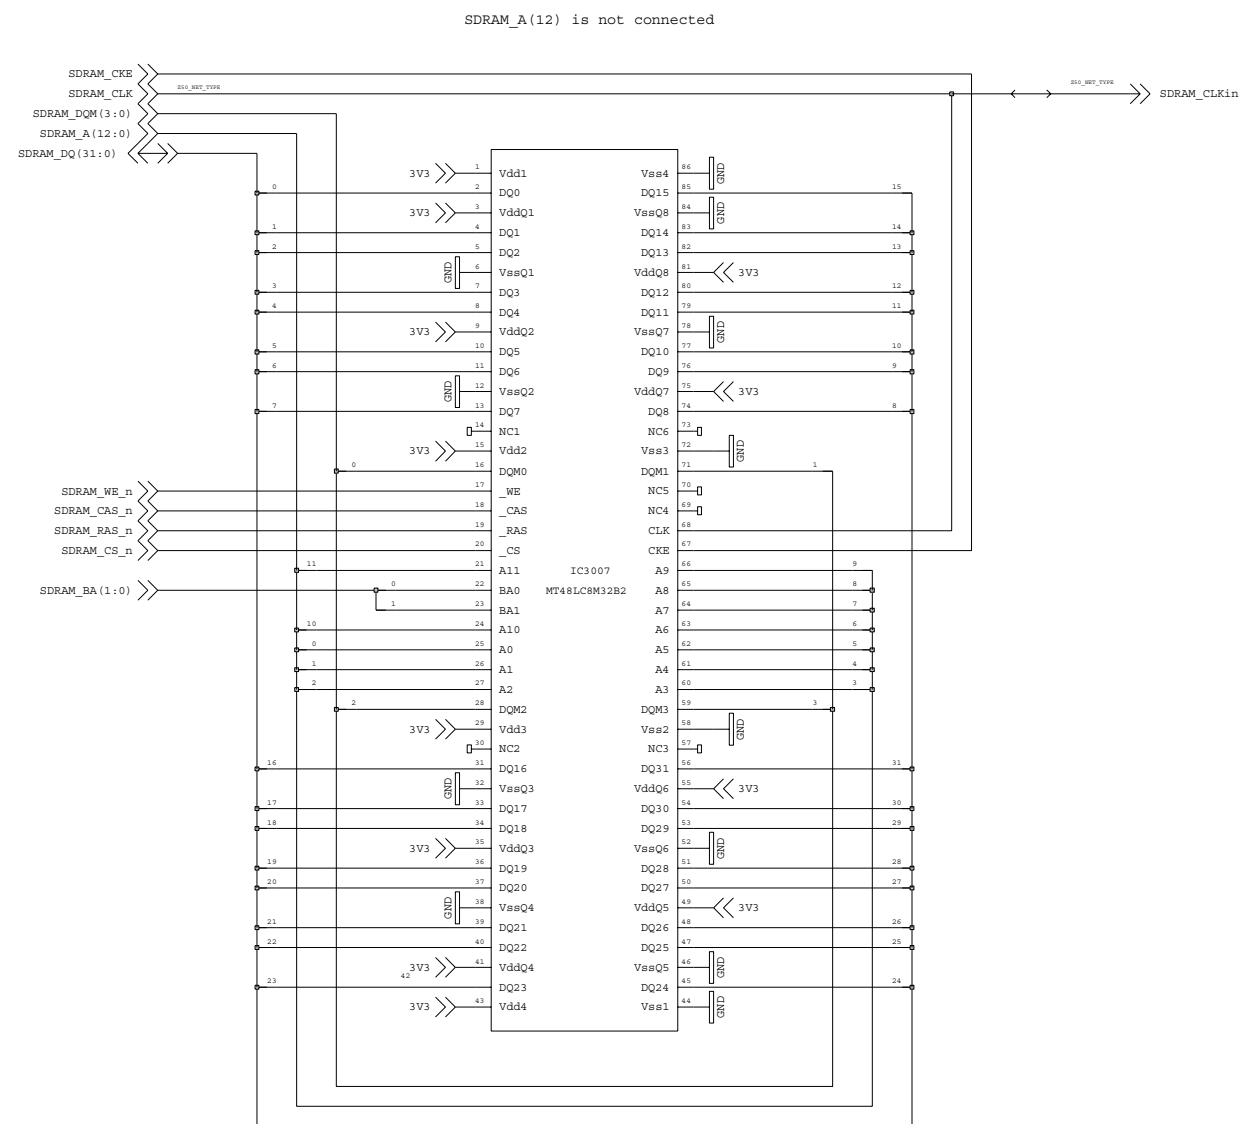 SDRAM_A(12) is not connected
SDRAM_CKE
SDRAM_CLK Z50_NET_TYPE Z50_NET_TYPE SDRAM_CLKin
SDRAM_DQM(3:0)
SDRAM_A(12:0)
SDRAM_DQ(31:0)
3V3 1 Vdd1 Vss4 86 GND
0 2 DQ0 DQ15 85 15
3V3 3 VddQ1 VssQ8 84 GND
1 4 DQ1 DQ14 83 14
2 5 DQ2 DQ13 82 13
GND 6 VssQ1 VddQ8 81 3V3
3 7 DQ3 DQ12 80 12
4 8 DQ4 DQ11 79 11
3V3 9 VddQ2 VssQ7 78 GND
5 10 DQ5 DQ10 77 10
6 11 DQ6 DQ9 76 9
GND 12 VssQ2 VddQ7 75 3V3
7 13 DQ7 DQ8 74 8
14 NC1 NC6 73
3V3 15 Vdd2 Vss3 72 GND
0 16 DQM0 DQM1 71 1
SDRAM_WE_n 17 _WE NC5 70
SDRAM_CAS_n 18 _CAS NC4 69
SDRAM_RAS_n 19 _RAS CLK 68
SDRAM_CS_n 20 _CS CKE 67
11 21 A11 IC3007 A9 66 9
SDRAM_BA(1:0) 0 22 BA0 MT48LC8M32B2 A8 65 8
1 23 BA1 A7 64 7
10 24 A10 A6 63 6
0 25 A0 A5 62 5
1 26 A1 A4 61 4
2 27 A2 A3 60 3
2 28 DQM2 DQM3 59 3
3V3 29 Vdd3 Vss2 58 GND
30 NC2 NC3 57
16 31 DQ16 DQ31 56 31
GND 32 VssQ3 VddQ6 55 3V3
17 33 DQ17 DQ30 54 30
18 34 DQ18 DQ29 53 29
3V3 35 VddQ3 VssQ6 52 GND
19 36 DQ19 DQ28 51 28
20 37 DQ20 DQ27 50 27
GND 38 VssQ4 VddQ5 49 3V3
21 39 DQ21 DQ26 48 26
22 40 DQ22 DQ25 47 25
3V3 41 VddQ4 VssQ5 46 GND
23 42 DQ23 DQ24 45 24
3V3 43 Vdd4 Vss1 44 GND